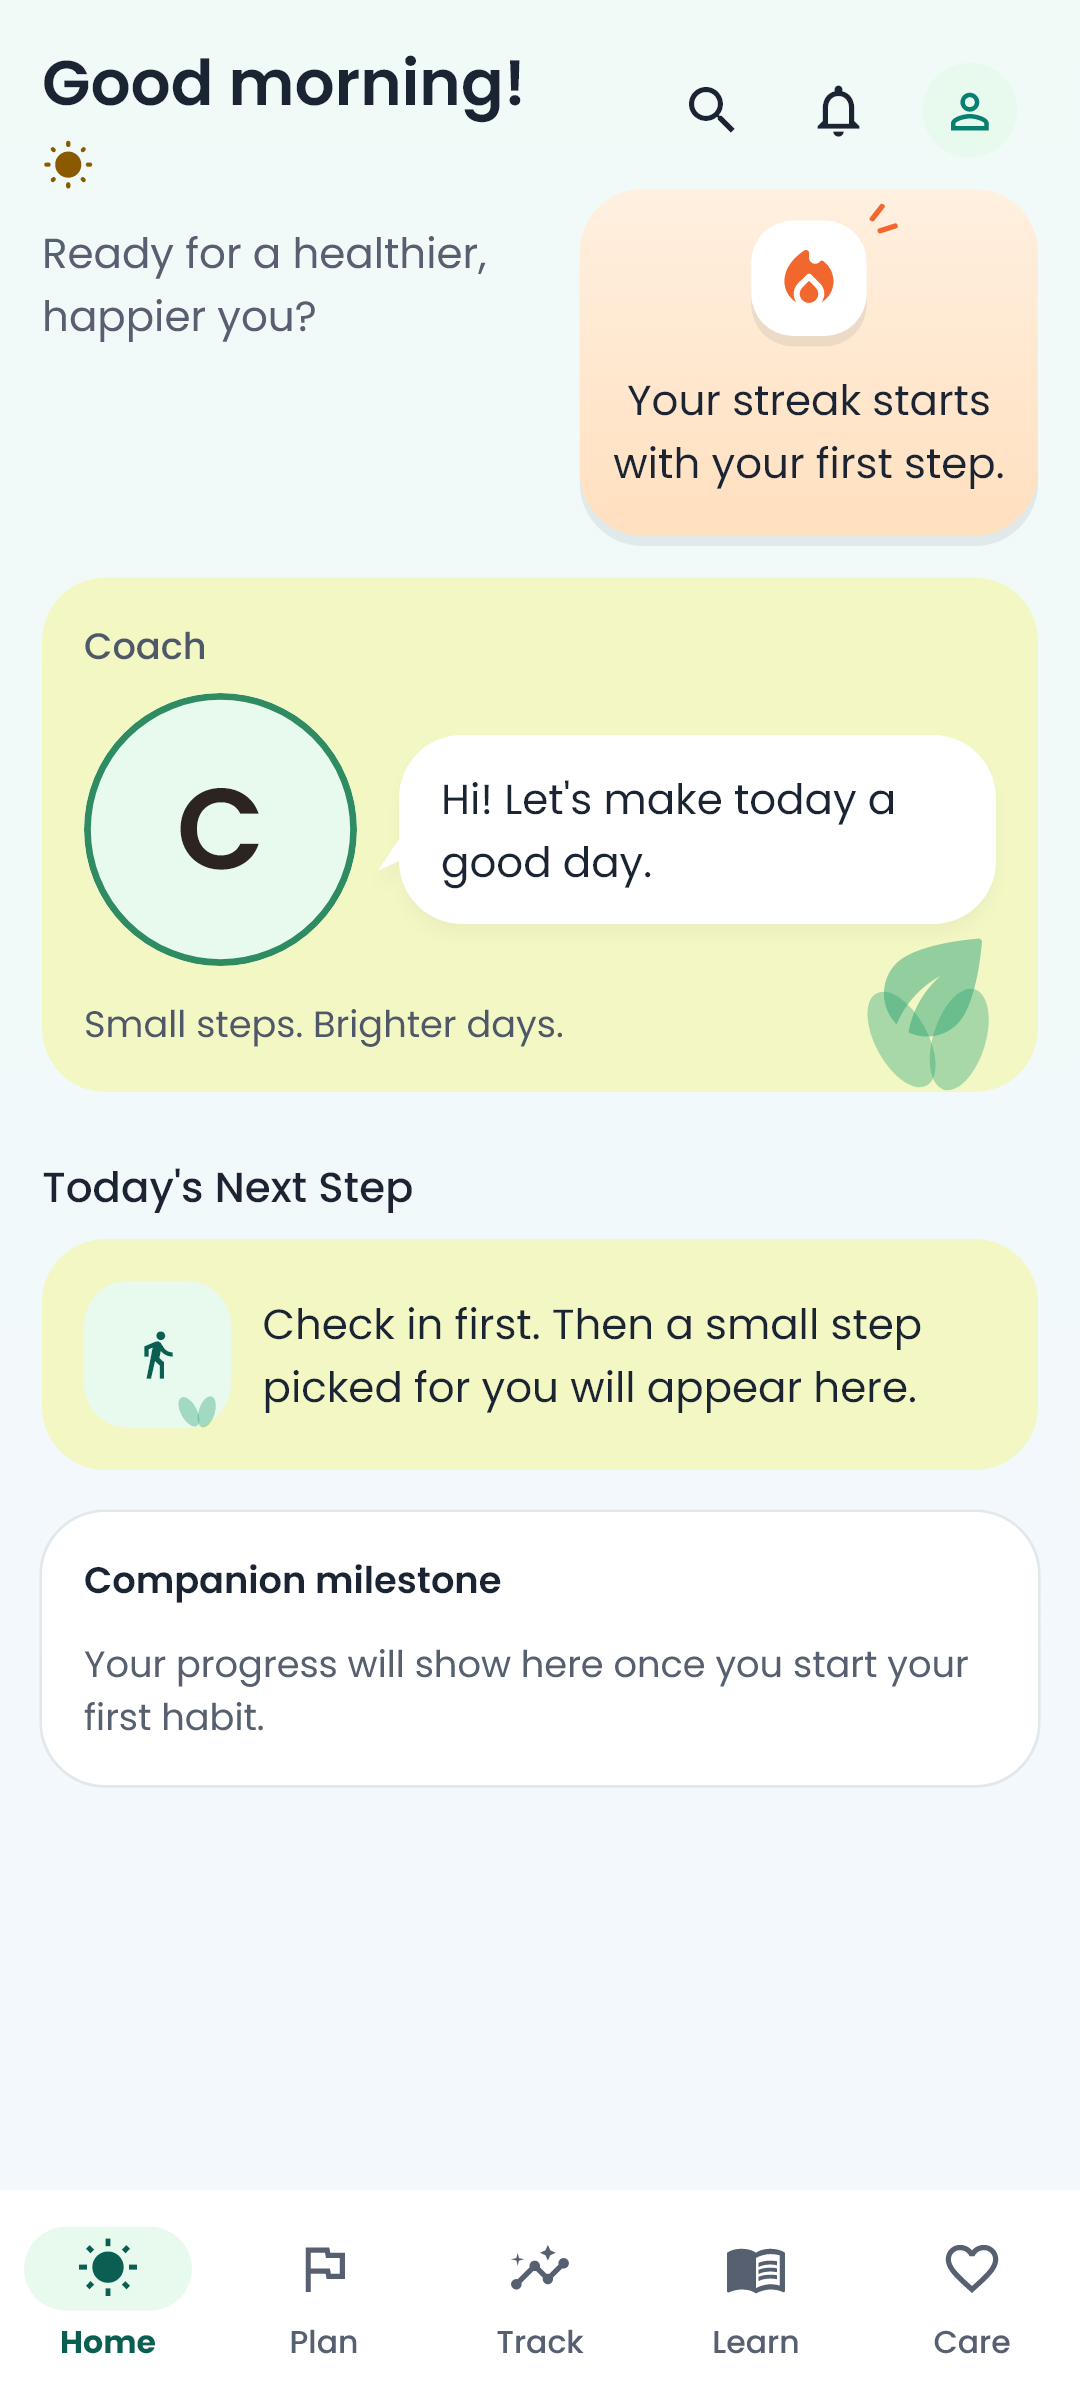 Good morning!
Ready for a healthier,
happier you?
Your streak starts
with your first step.
Coach
C
Hi! Let's make today a
good day.
Small steps. Brighter days.
Today's Next Step
Check in first. Then a small step
picked for you will appear here.
Companion milestone
Your progress will show here once you start your
first habit.
Home
Plan
Track
Learn
Care